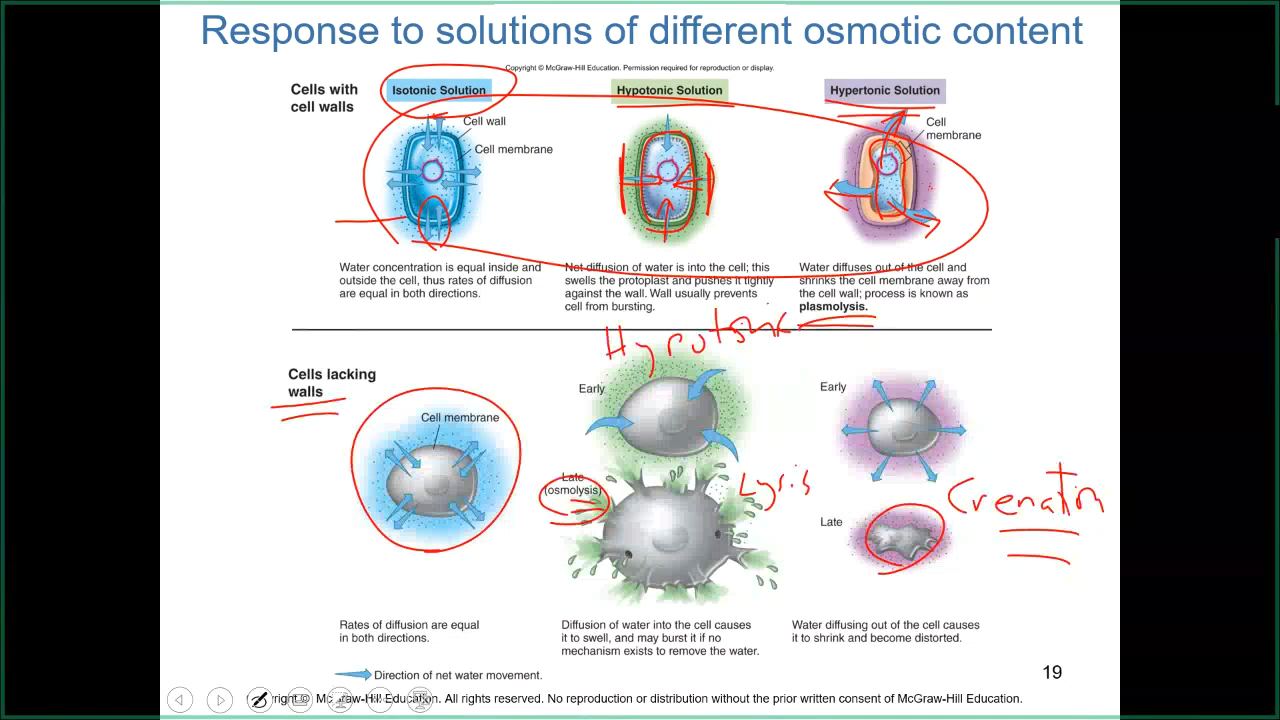 Response to solutions of different osmotic content
Copyright © McGraw-Hill Education. Permission required for reproduction or display.
Cells with
cell walls
Isotonic Solution
Hypotonic Solution
Hypertonic Solution
Cell wall
Cell membrane
Cell
membrane
Water concentration is equal inside and
outside the cell, thus rates of diffusion
are equal in both directions.
Net diffusion of water is into the cell; this
swells the protoplast and pushes it tightly
against the wall. Wall usually prevents
cell from bursting.
Water diffuses out of the cell and
shrinks the cell membrane away from
the cell wall; process is known as
plasmolysis.
Hypotonic
Cells lacking
walls
Cell membrane
Early
Late
(osmolysis)
Lysis
Early
Late
Crenation
Rates of diffusion are equal
in both directions.
Diffusion of water into the cell causes
it to swell, and may burst it if no
mechanism exists to remove the water.
Water diffusing out of the cell causes
it to shrink and become distorted.
Direction of net water movement.
19
Copyright © McGraw-Hill Education. All rights reserved. No reproduction or distribution without the prior written consent of McGraw-Hill Education.